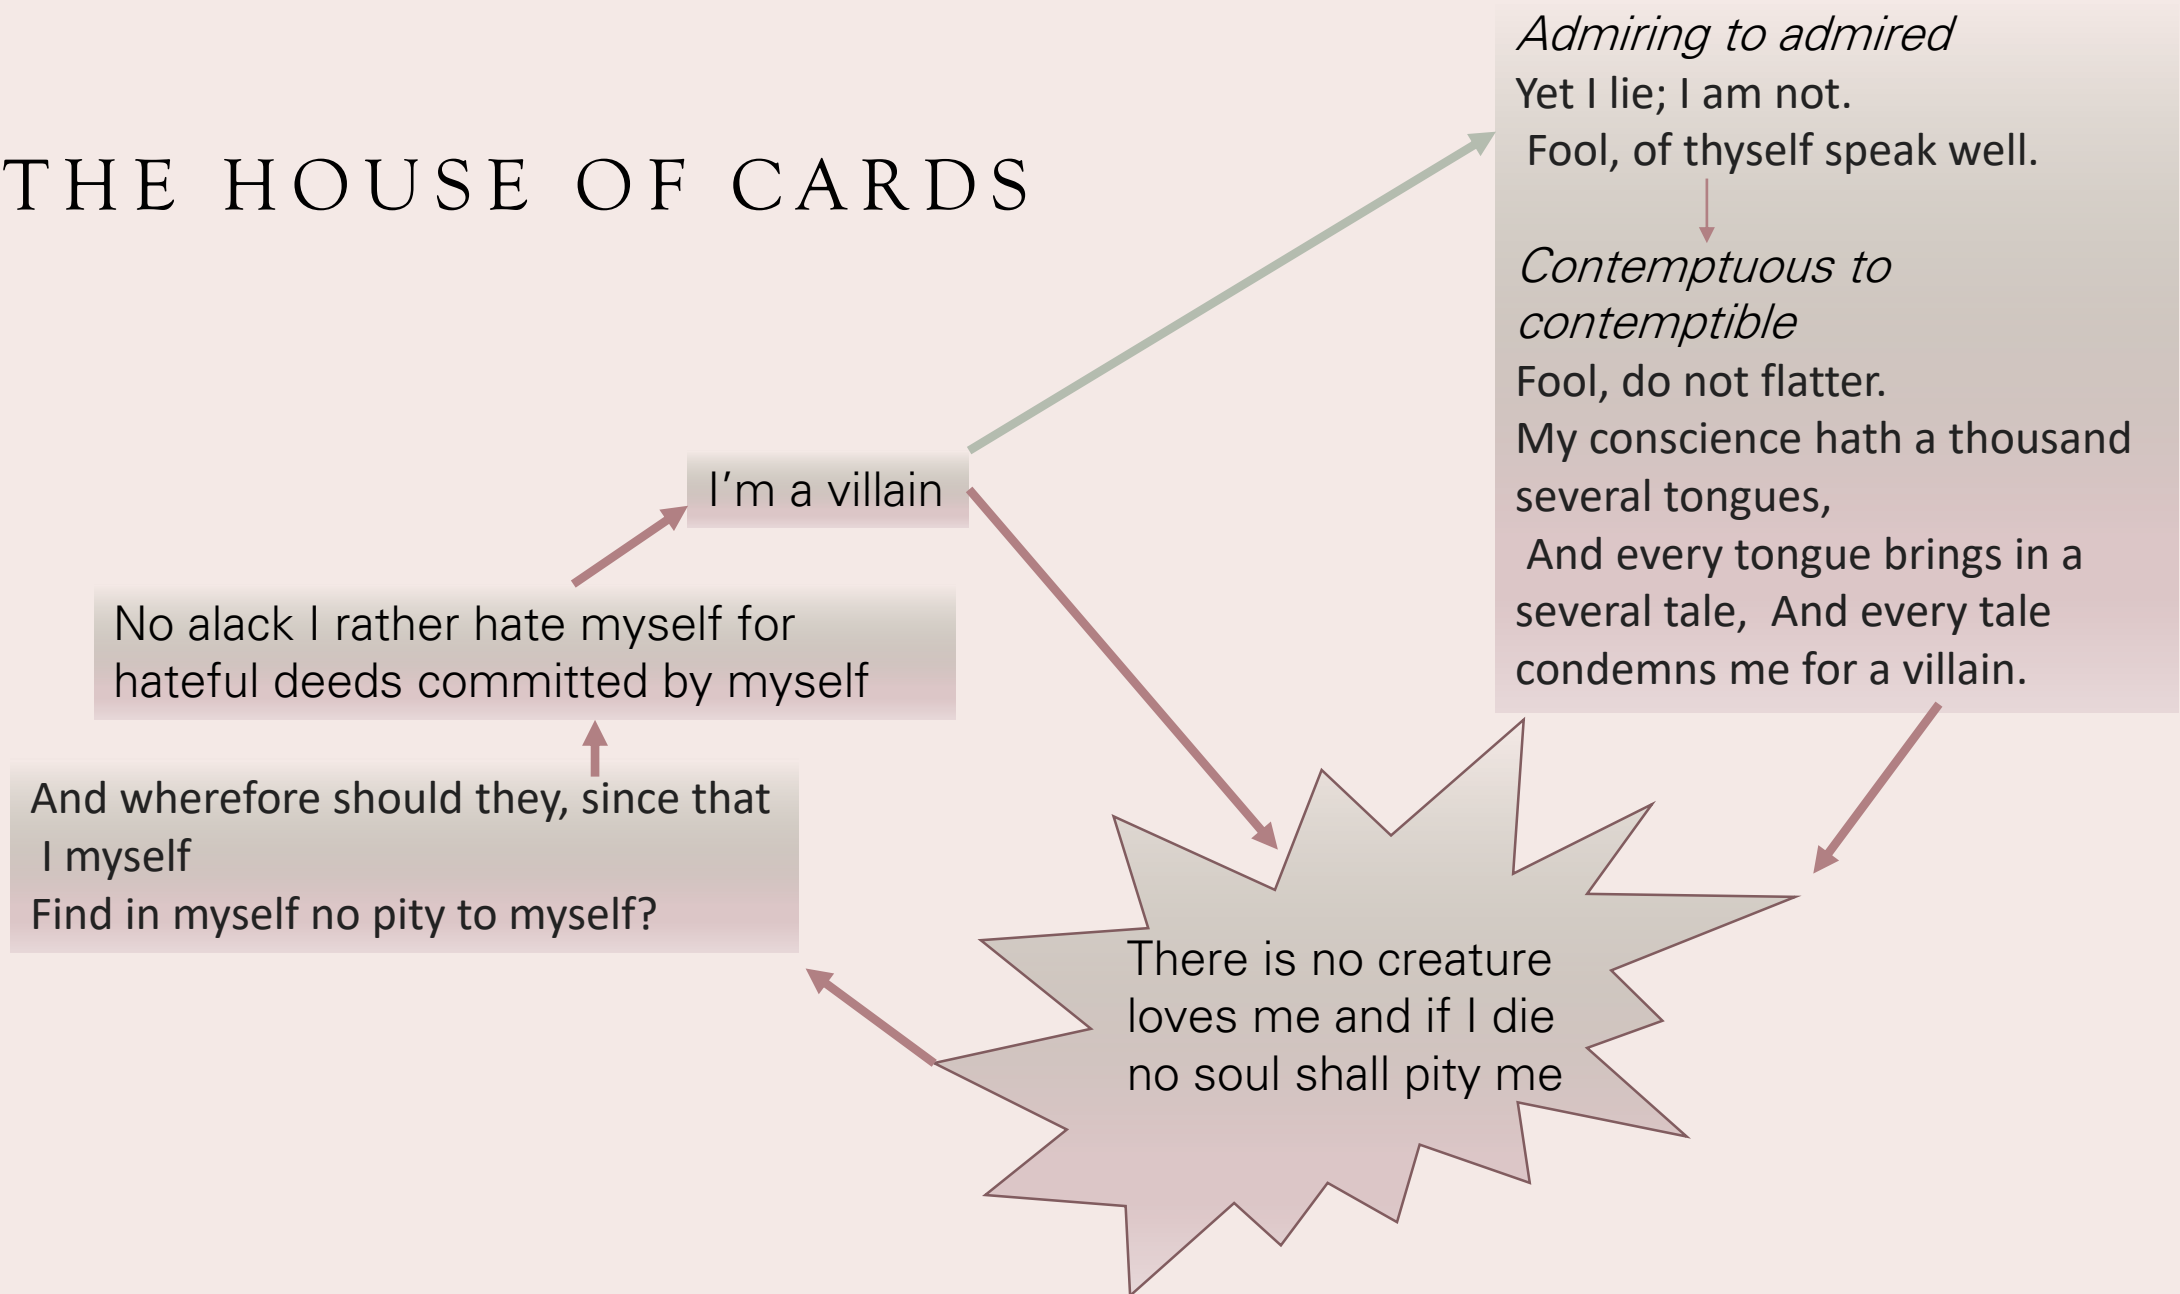 THE HOUSE OF CARDS
Admiring to admired
Yet I lie; I am not.
Fool, of thyself speak well.
Contemptuous to
contemptible
Fool, do not flatter.
My conscience hath a thousand
several tongues,
And every tongue brings in a
several tale, And every tale
condemns me for a villain.
I'm a villain
No alack I rather hate myself for
hateful deeds committed by myself
And wherefore should they, since that
I myself
Find in myself no pity to myself?
There is no creature
loves me and if I die
no soul shall pity me